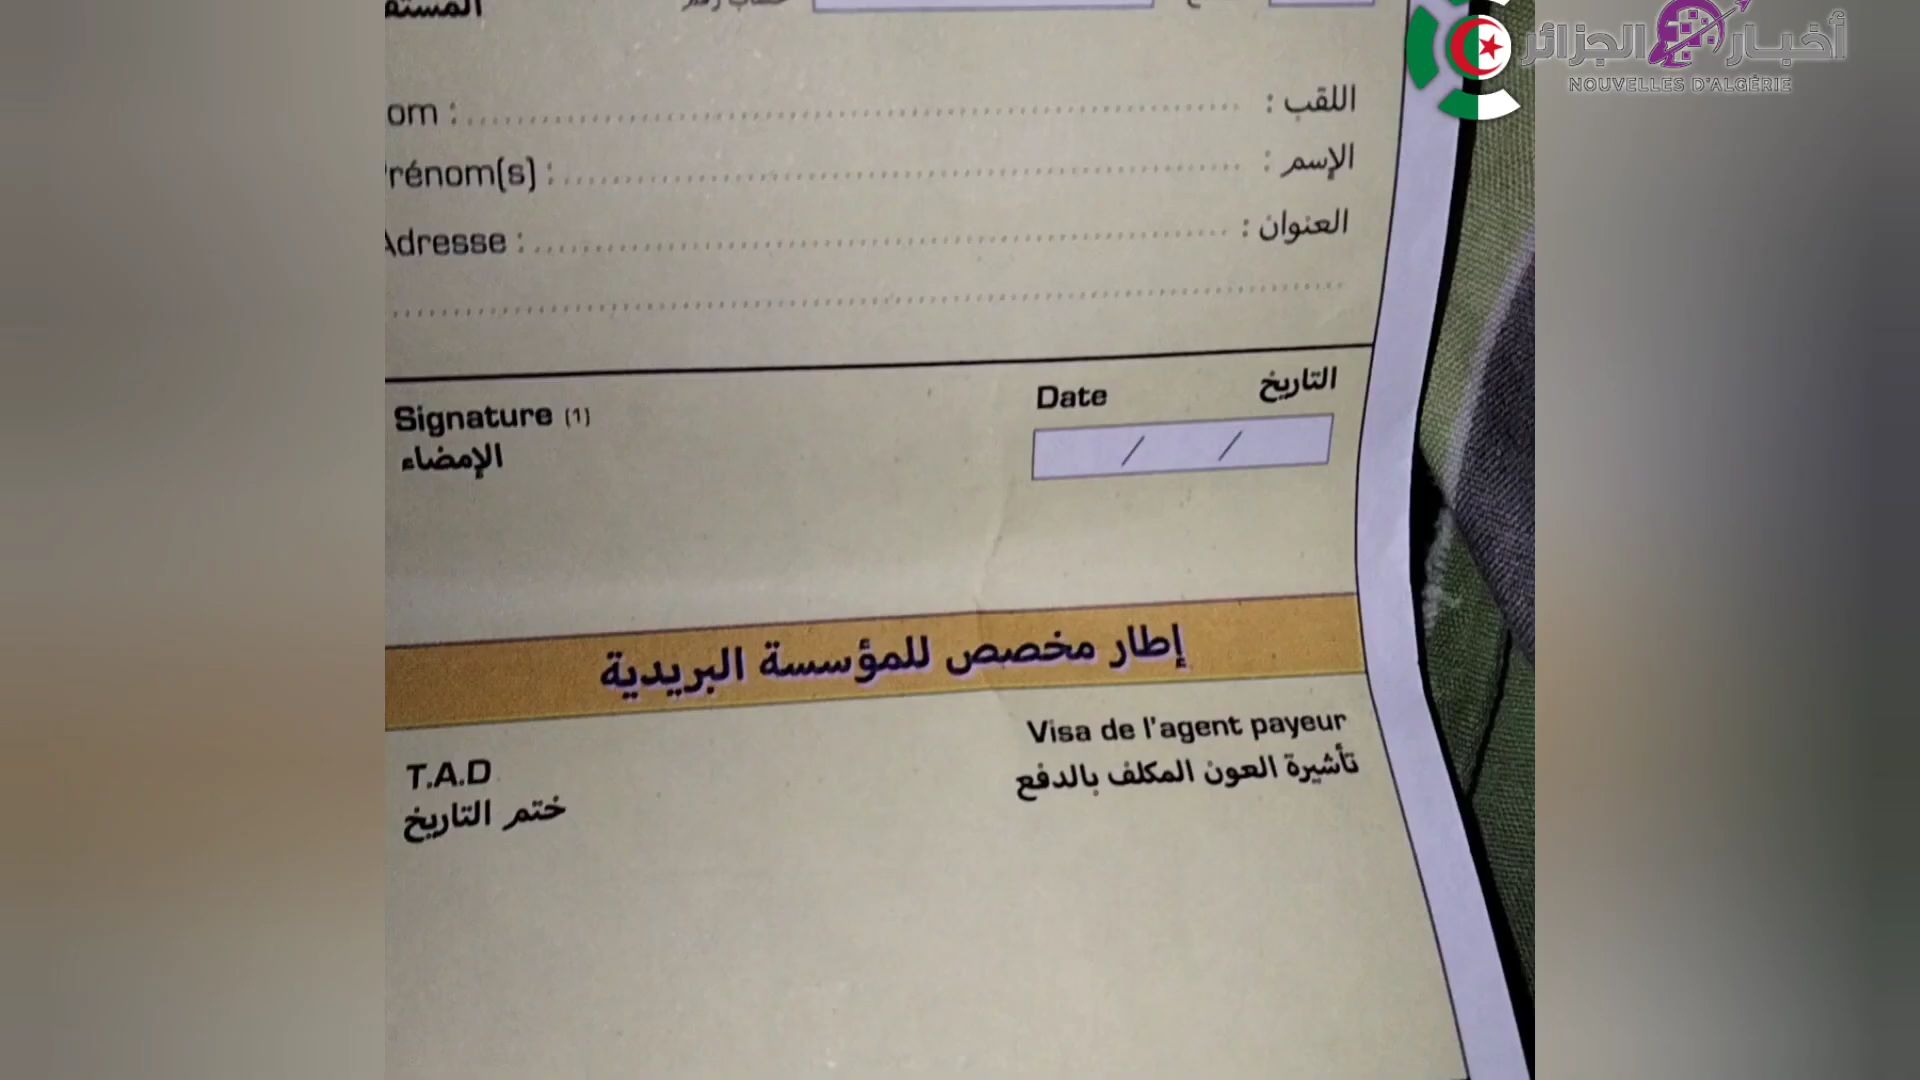 أخبار الجزائر
NOUVELLES D'ALGÉRIE
om : اللقب :
rénom(s) : الإسم :
Adresse : العنوان :
Signature (1)
الإمضاء
Date التاريخ
/ /
إطار مخصص للمؤسسة البريدية
Visa de l'agent payeur
تأشيرة العون المكلف بالدفع
T.A.D
ختم التاريخ